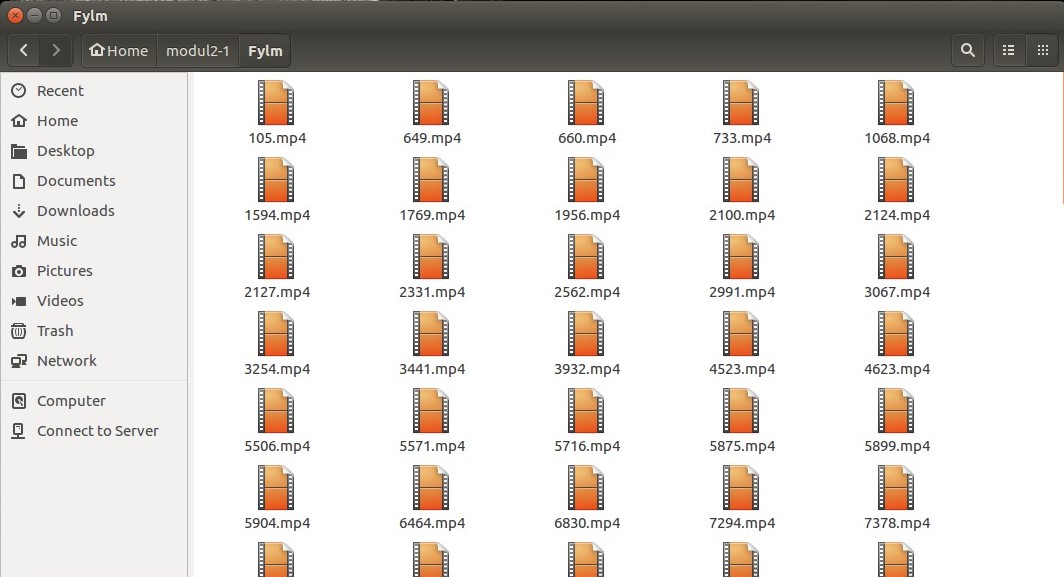 Fylm
Home modul2-1 Fylm
Recent
Home
Desktop
Documents
Downloads
Music
Pictures
Videos
Trash
Network
Computer
Connect to Server
105.mp4 649.mp4 660.mp4 733.mp4 1068.mp4
1594.mp4 1769.mp4 1956.mp4 2100.mp4 2124.mp4
2127.mp4 2331.mp4 2562.mp4 2991.mp4 3067.mp4
3254.mp4 3441.mp4 3932.mp4 4523.mp4 4623.mp4
5506.mp4 5571.mp4 5716.mp4 5875.mp4 5899.mp4
5904.mp4 6464.mp4 6830.mp4 7294.mp4 7378.mp4